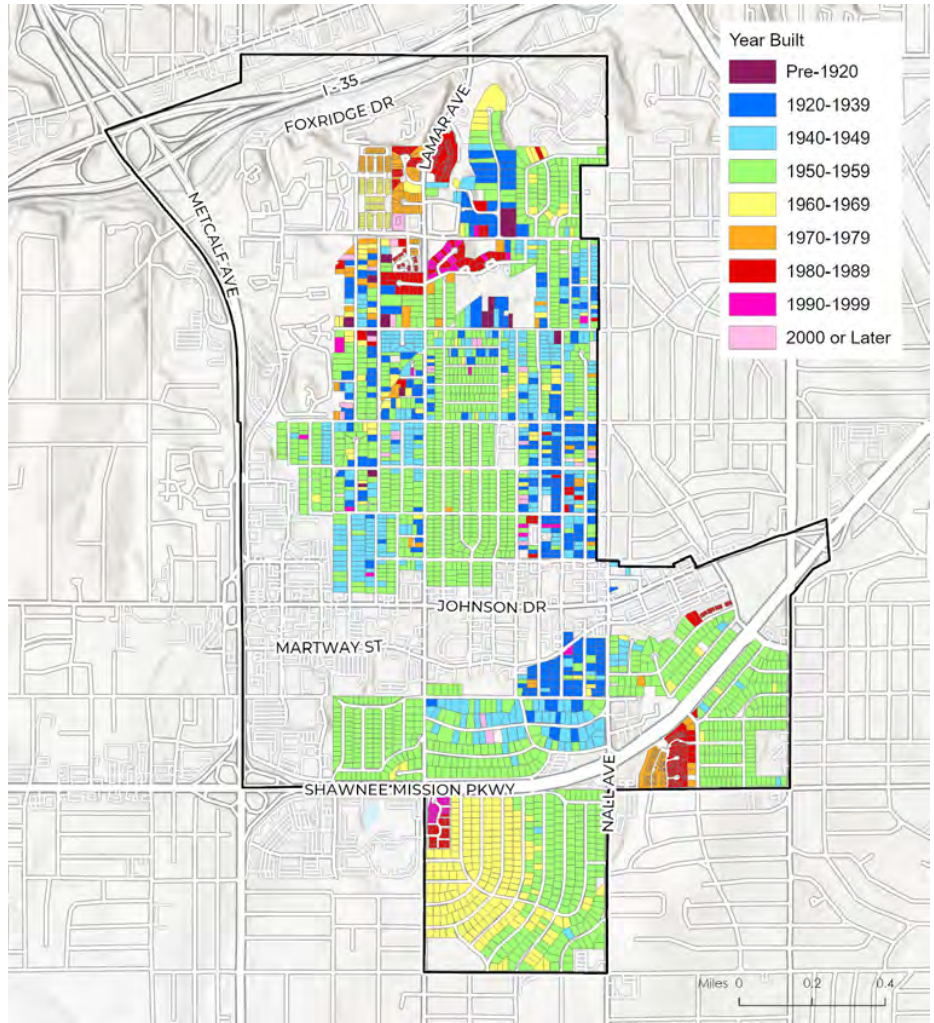 Year Built
Pre-1920
1920-1939
1940-1949
1950-1959
1960-1969
1970-1979
1980-1989
1990-1999
2000 or Later
I - 35
FOXRIDGE DR
LAMAR AVE
METCALF AVE
JOHNSON DR
MARTWAY ST
SHAWNEE MISSION PKWY
NALL AVE
Miles 0 0.2 0.4